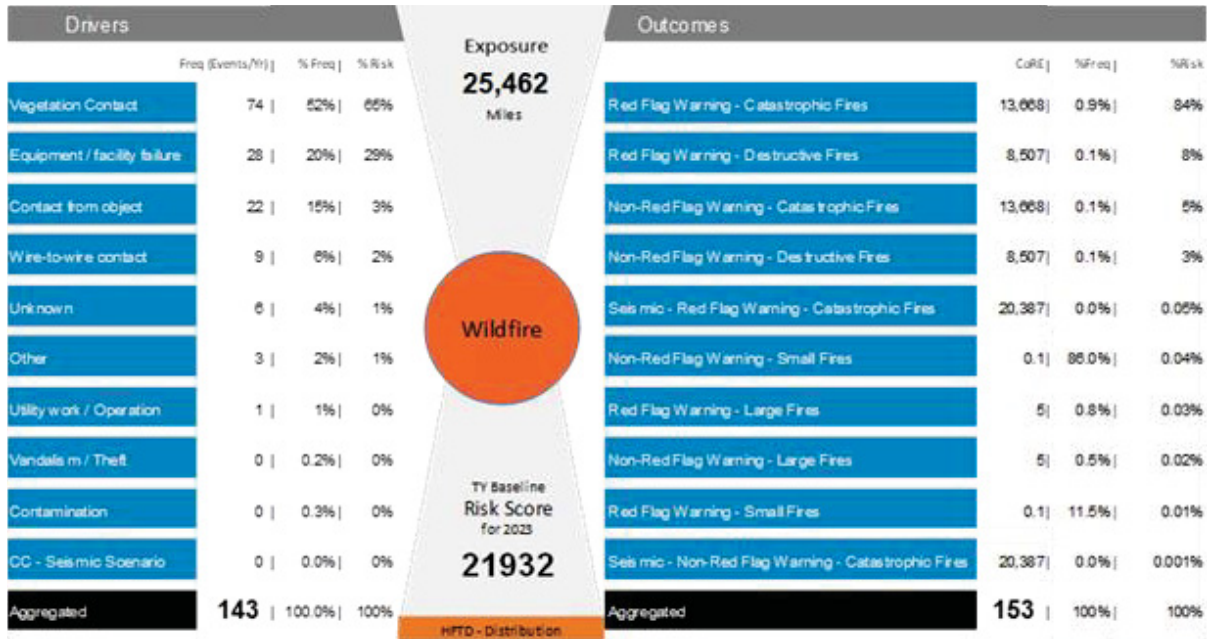 Drivers
Freq (Events/Yr) | % Freq | % Risk
Vegetation Contact 74 | 52% | 65%
Equipment / facility failure 28 | 20% | 29%
Contact from object 22 | 15% | 3%
Wire-to-wire contact 9 | 6% | 2%
Unknown 6 | 4% | 1%
Other 3 | 2% | 1%
Utility work / Operation 1 | 1% | 0%
Vandalism / Theft 0 | 0.2% | 0%
Contamination 0 | 0.3% | 0%
CC - Seismic Scenario 0 | 0.0% | 0%
Aggregated 143 | 100.0% | 100%
Exposure
25,462
Miles
Wildfire
TY Baseline
Risk Score
for 2023
21932
HFTD - Distribution
Outcomes
CoRE | %Freq | %Risk
Red Flag Warning - Catastrophic Fires 13,668 | 0.9% | 84%
Red Flag Warning - Destructive Fires 8,507 | 0.1% | 8%
Non-Red Flag Warning - Catastrophic Fires 13,668 | 0.1% | 5%
Non-Red Flag Warning - Destructive Fires 8,507 | 0.1% | 3%
Seismic - Red Flag Warning - Catastrophic Fires 20,387 | 0.0% | 0.05%
Non-Red Flag Warning - Small Fires 0.1 | 86.0% | 0.04%
Red Flag Warning - Large Fires 5 | 0.8% | 0.03%
Non-Red Flag Warning - Large Fires 5 | 0.5% | 0.02%
Red Flag Warning - Small Fires 0.1 | 11.5% | 0.01%
Seismic - Non-Red Flag Warning - Catastrophic Fires 20,387 | 0.0% | 0.001%
Aggregated 153 | 100% | 100%